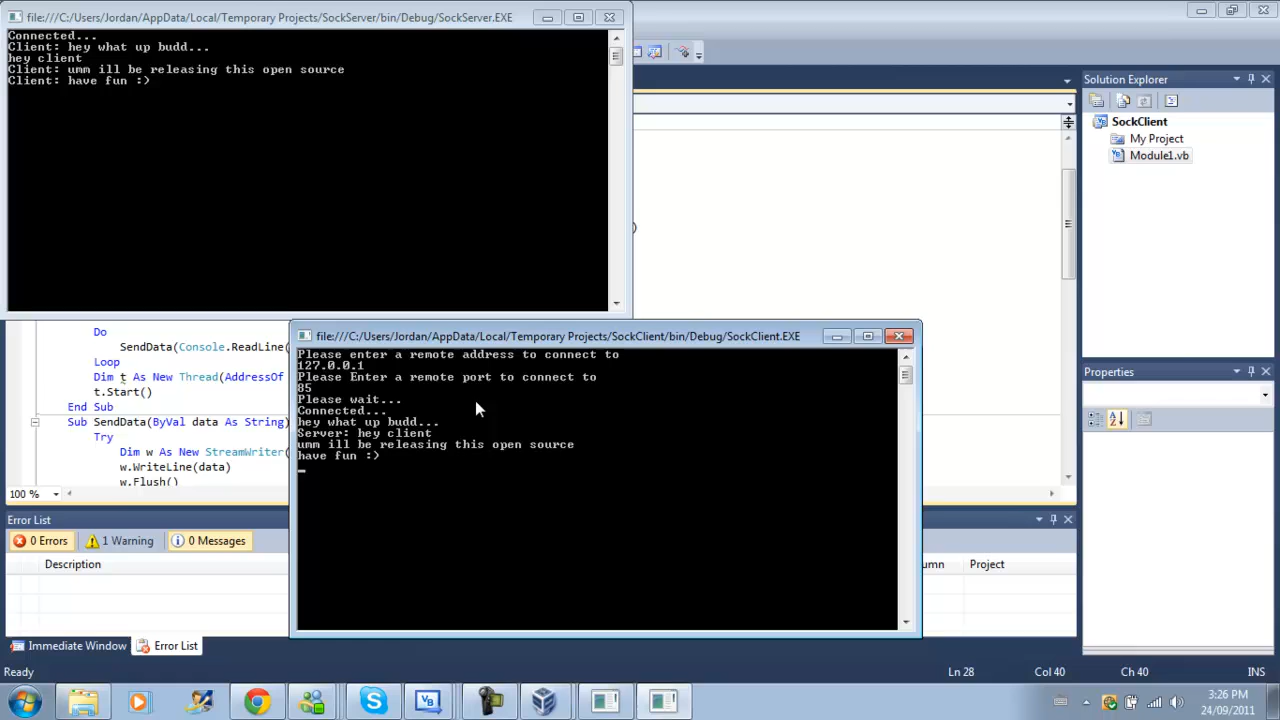 file:///C:/Users/Jordan/AppData/Local/Temporary Projects/SockServer/bin/Debug/SockServer.EXE
Connected...
Client: hey what up budd...
hey client
Client: umm ill be releasing this open source
Client: have fun :)
Solution Explorer
SockClient
My Project
Module1.vb
)
Do
SendData(Console.ReadLine(
Loop
Dim t As New Thread(AddressOf
t.Start()
End Sub
Sub SendData(ByVal data As String)
Try
Dim w As New StreamWriter(
w.WriteLine(data)
w.Flush()
100 %
file:///C:/Users/Jordan/AppData/Local/Temporary Projects/SockClient/bin/Debug/SockClient.EXE
Please enter a remote address to connect to
127.0.0.1
Please Enter a remote port to connect to
85
Please wait...
Connected...
hey what up budd...
Server: hey client
umm ill be releasing this open source
have fun :)
Properties
Error List
0 Errors
1 Warning
0 Messages
Description
umn
Project
Immediate Window
Error List
Ready
Ln 28
Col 40
Ch 40
INS
3:26 PM
24/09/2011